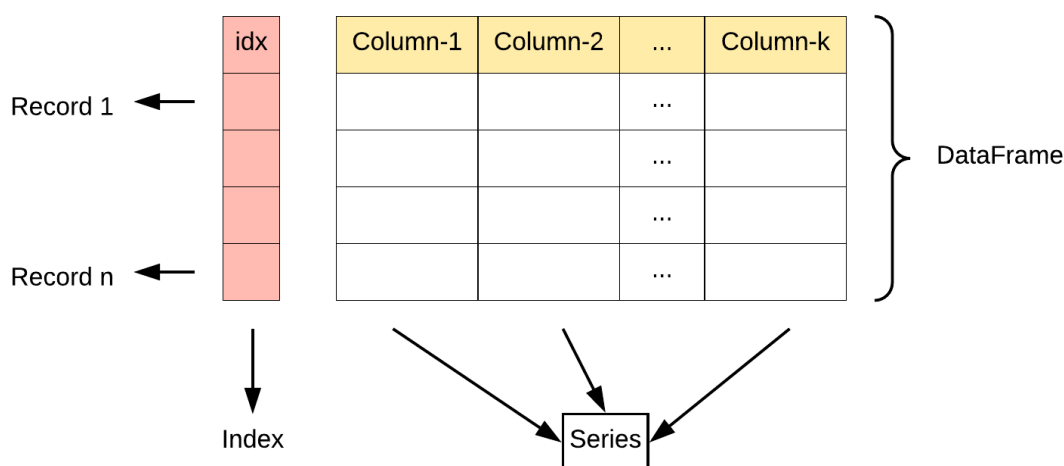 idx Column-1 Column-2 ... Column-k
Record 1 ...
... DataFrame
...
Record n ...
Index Series